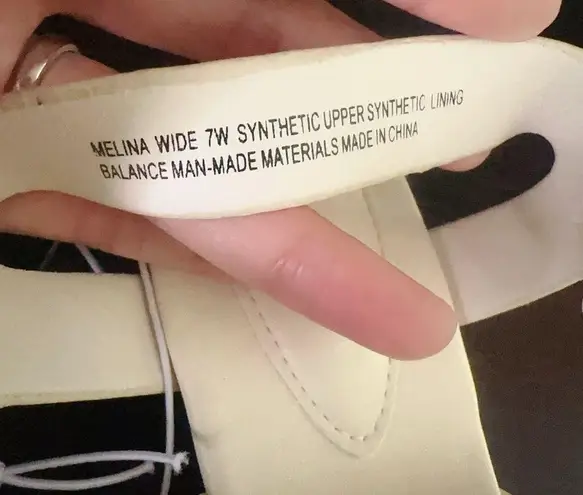 MELINA WIDE 7W SYNTHETIC UPPER SYNTHETIC LINING
BALANCE MAN-MADE MATERIALS MADE IN CHINA